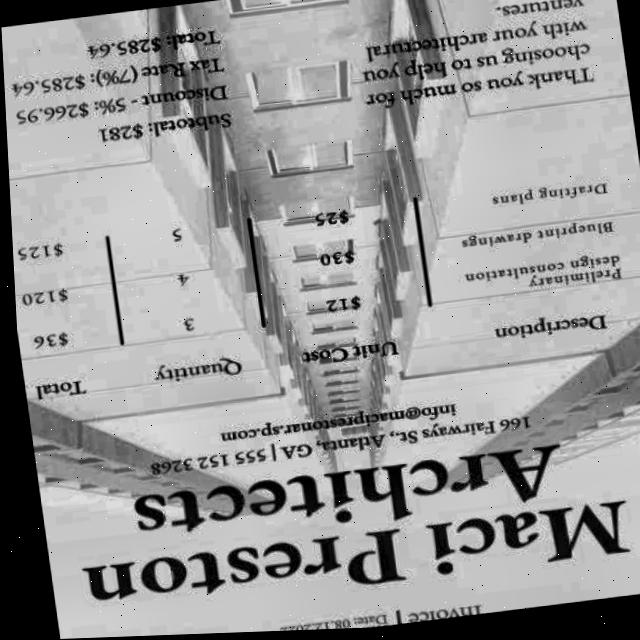 INVOICE | Date: 08.12.2022
Maci Preston
Architects
166 Fairways St., Atlanta, GA | 555 152 3268
info@maciprestonar.sp.com
Description Unit Cost Quantity Total
Preliminary
design consultation $12 3 $36
Blueprint drawings $30 4 $120
Drafting plans $25 5 $125
Thank you so much for
choosing us to help you
with your architectural
ventures.
Subtotal: $281
Discount - 5%: $266.95
Tax Rate (7%): $285.64
Total: $285.64